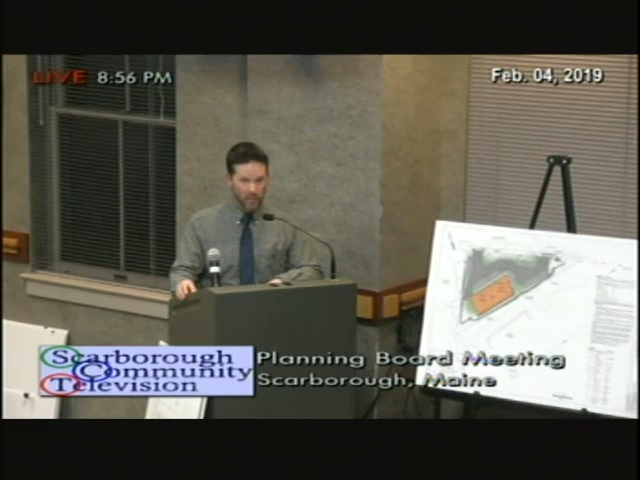 LIVE 8:56 PM
Feb. 04, 2019
Scarborough
Community
Television
Planning Board Meeting
Scarborough, Maine